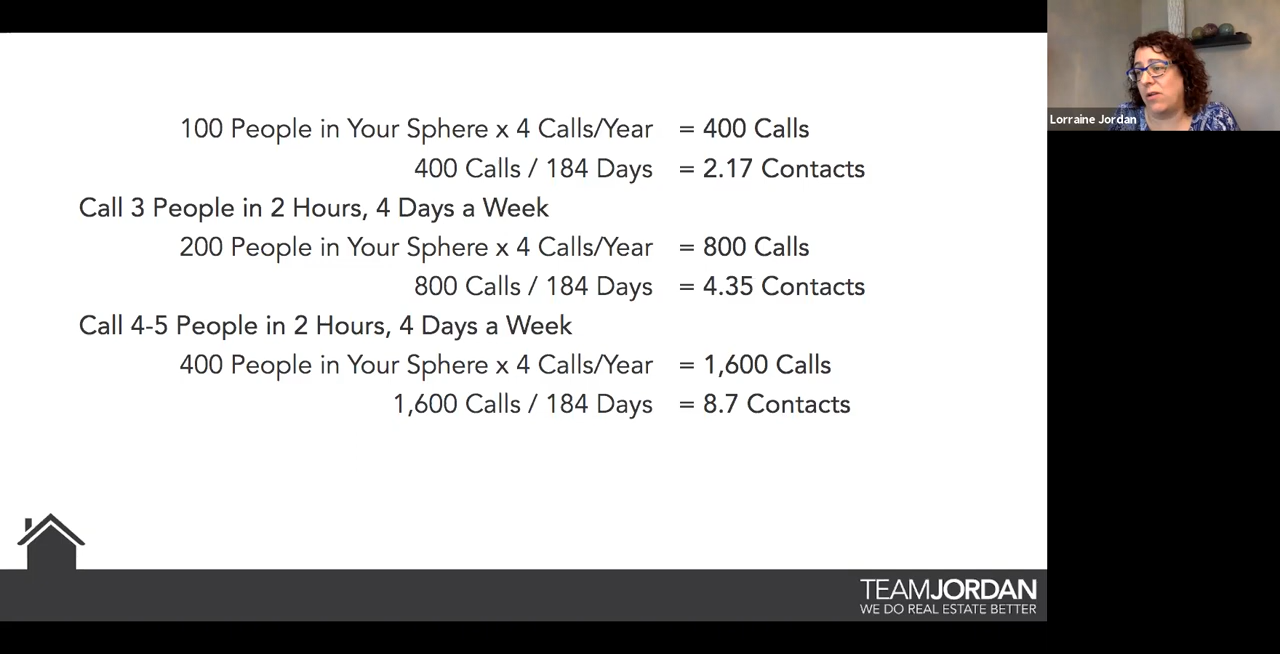 100 People in Your Sphere x 4 Calls/Year = 400 Calls
400 Calls / 184 Days = 2.17 Contacts
Call 3 People in 2 Hours, 4 Days a Week
200 People in Your Sphere x 4 Calls/Year = 800 Calls
800 Calls / 184 Days = 4.35 Contacts
Call 4-5 People in 2 Hours, 4 Days a Week
400 People in Your Sphere x 4 Calls/Year = 1,600 Calls
1,600 Calls / 184 Days = 8.7 Contacts
TEAMJORDAN
WE DO REAL ESTATE BETTER
Lorraine Jordan